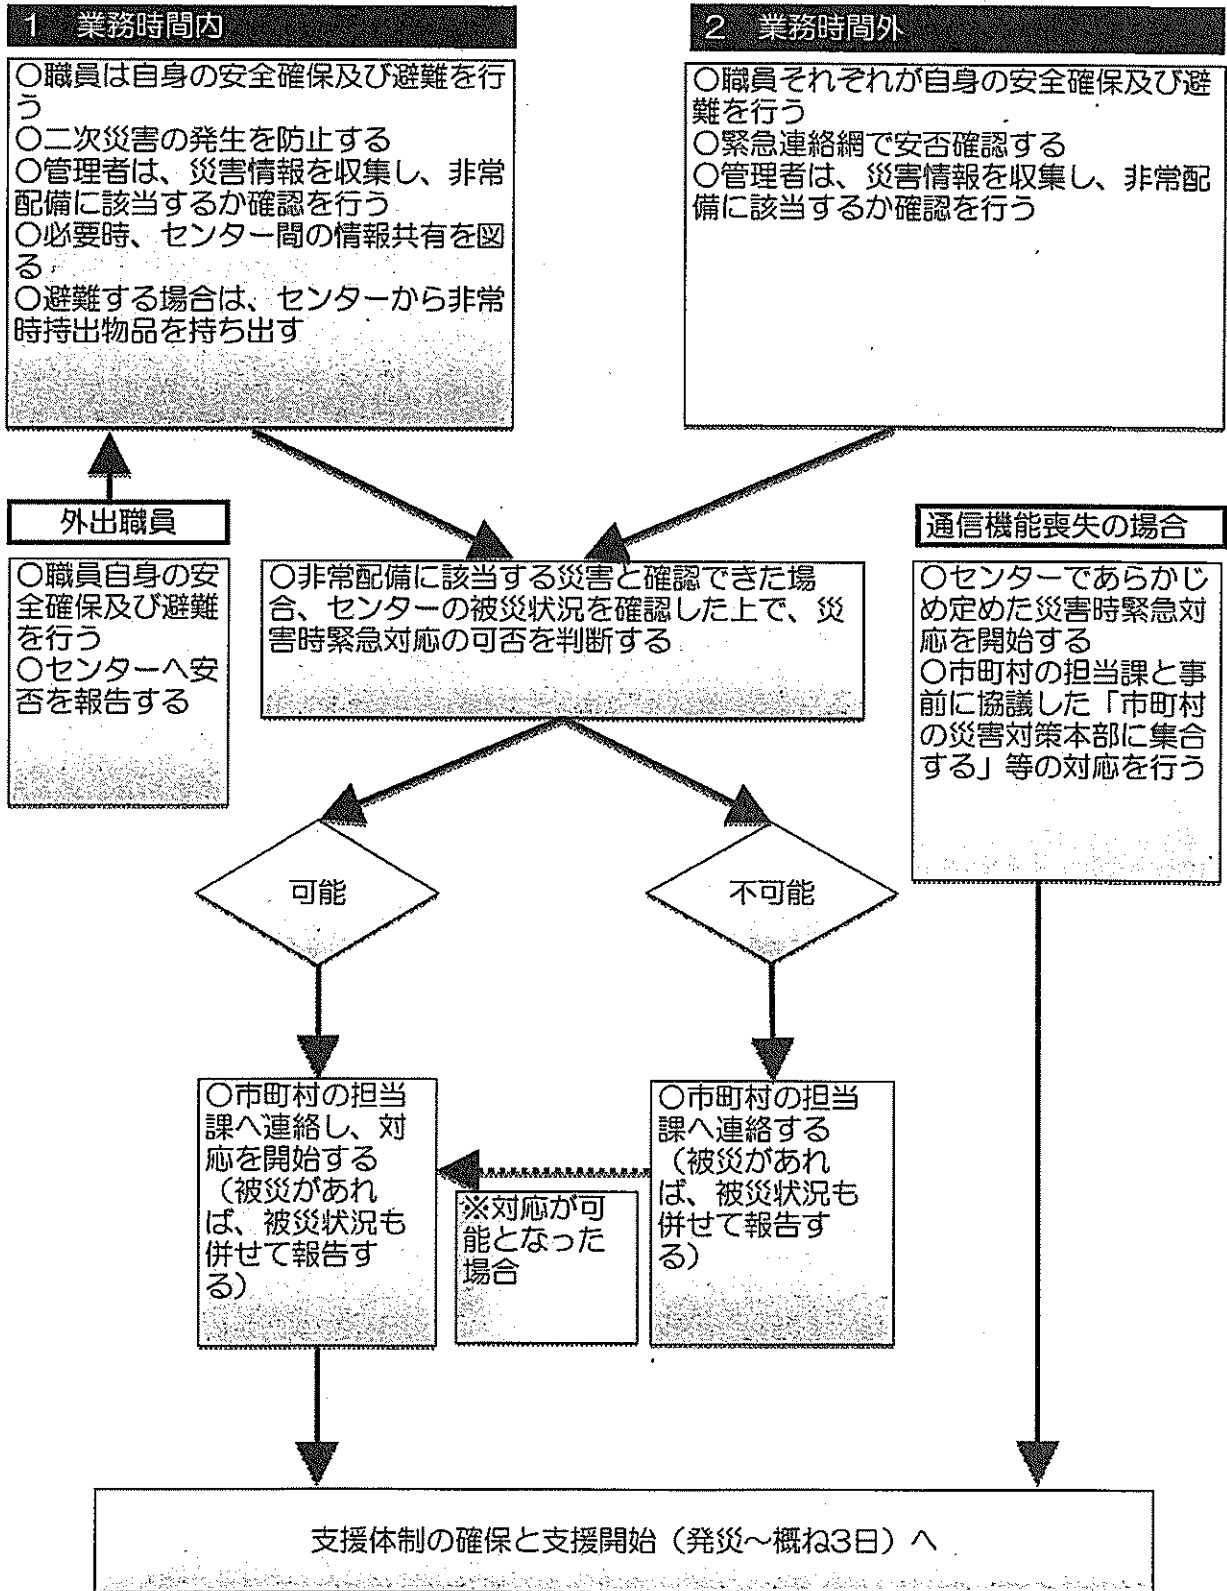 1　業務時間内
○職員は自身の安全確保及び避難を行
う
○二次災害の発生を防止する
○管理者は、災害情報を収集し、非常
配備に該当するか確認を行う
○必要時、センター間の情報共有を図
る
○避難する場合は、センターから非常
時持出物品を持ち出す
2　業務時間外
○職員それぞれが自身の安全確保及び避
難を行う
○緊急連絡網で安否確認する
○管理者は、災害情報を収集し、非常配
備に該当するか確認を行う
外出職員
○職員自身の安
全確保及び避難
を行う
○センターへ安
否を報告する
○非常配備に該当する災害と確認できた場
合、センターの被災状況を確認した上で、災
害時緊急対応の可否を判断する
通信機能喪失の場合
○センターであらかじ
め定めた災害時緊急対
応を開始する
○市町村の担当課と事
前に協議した「市町村
の災害対策本部に集合
する」等の対応を行う
可能
不可能
○市町村の担当
課へ連絡し、対
応を開始する
（被災があれ
ば、被災状況も
併せて報告す
る）
※対応が可
能となった
場合
○市町村の担当
課へ連絡する
（被災があれ
ば、被災状況も
併せて報告す
る）
支援体制の確保と支援開始（発災～概ね3日）へ